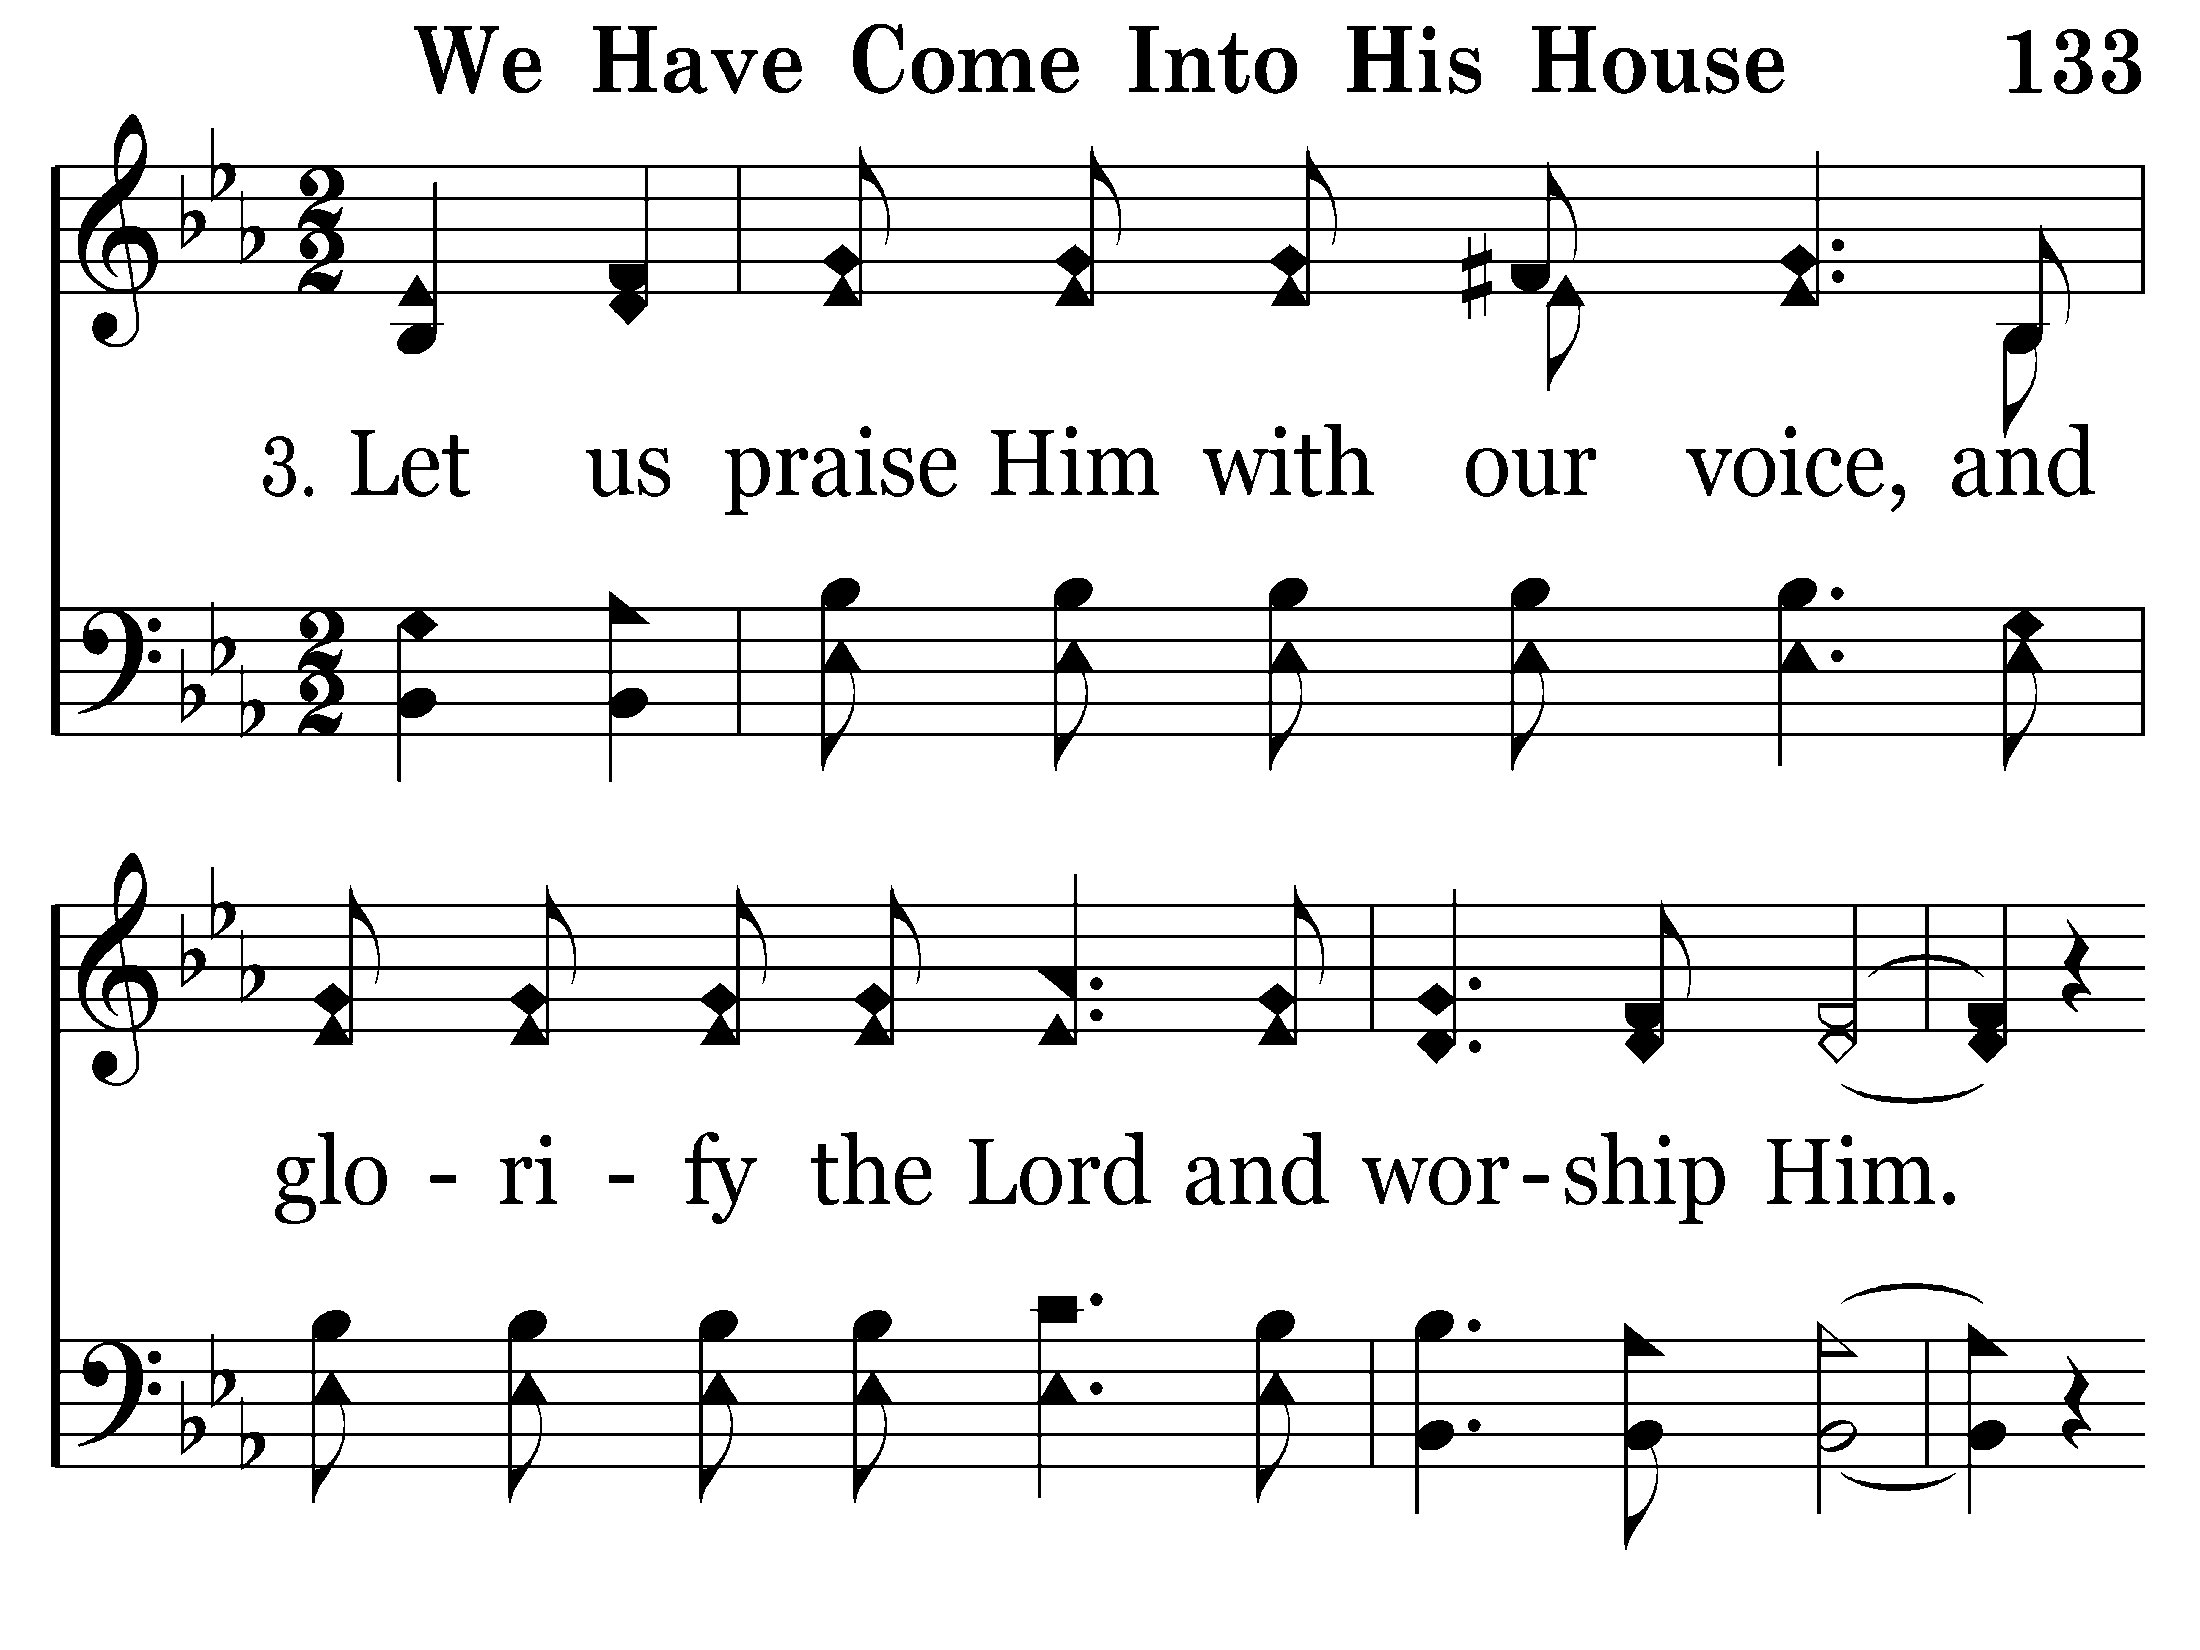 We Have Come Into His House 133
3. Let us praise Him with our voice, and
glo - ri - fy the Lord and wor - ship Him.